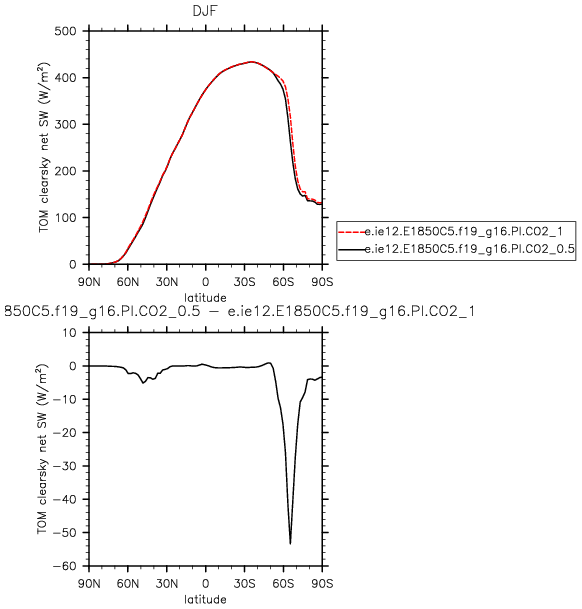 DJF
TOM clearsky net SW (W/m²)
500
400
300
200
100
0
90N 60N 30N 0 30S 60S 90S
latitude
e.ie12.E1850C5.f19_g16.PI.CO2_1
e.ie12.E1850C5.f19_g16.PI.CO2_0.5
850C5.f19_g16.PI.CO2_0.5 − e.ie12.E1850C5.f19_g16.PI.CO2_1
TOM clearsky net SW (W/m²)
10
0
−10
−20
−30
−40
−50
−60
90N 60N 30N 0 30S 60S 90S
latitude